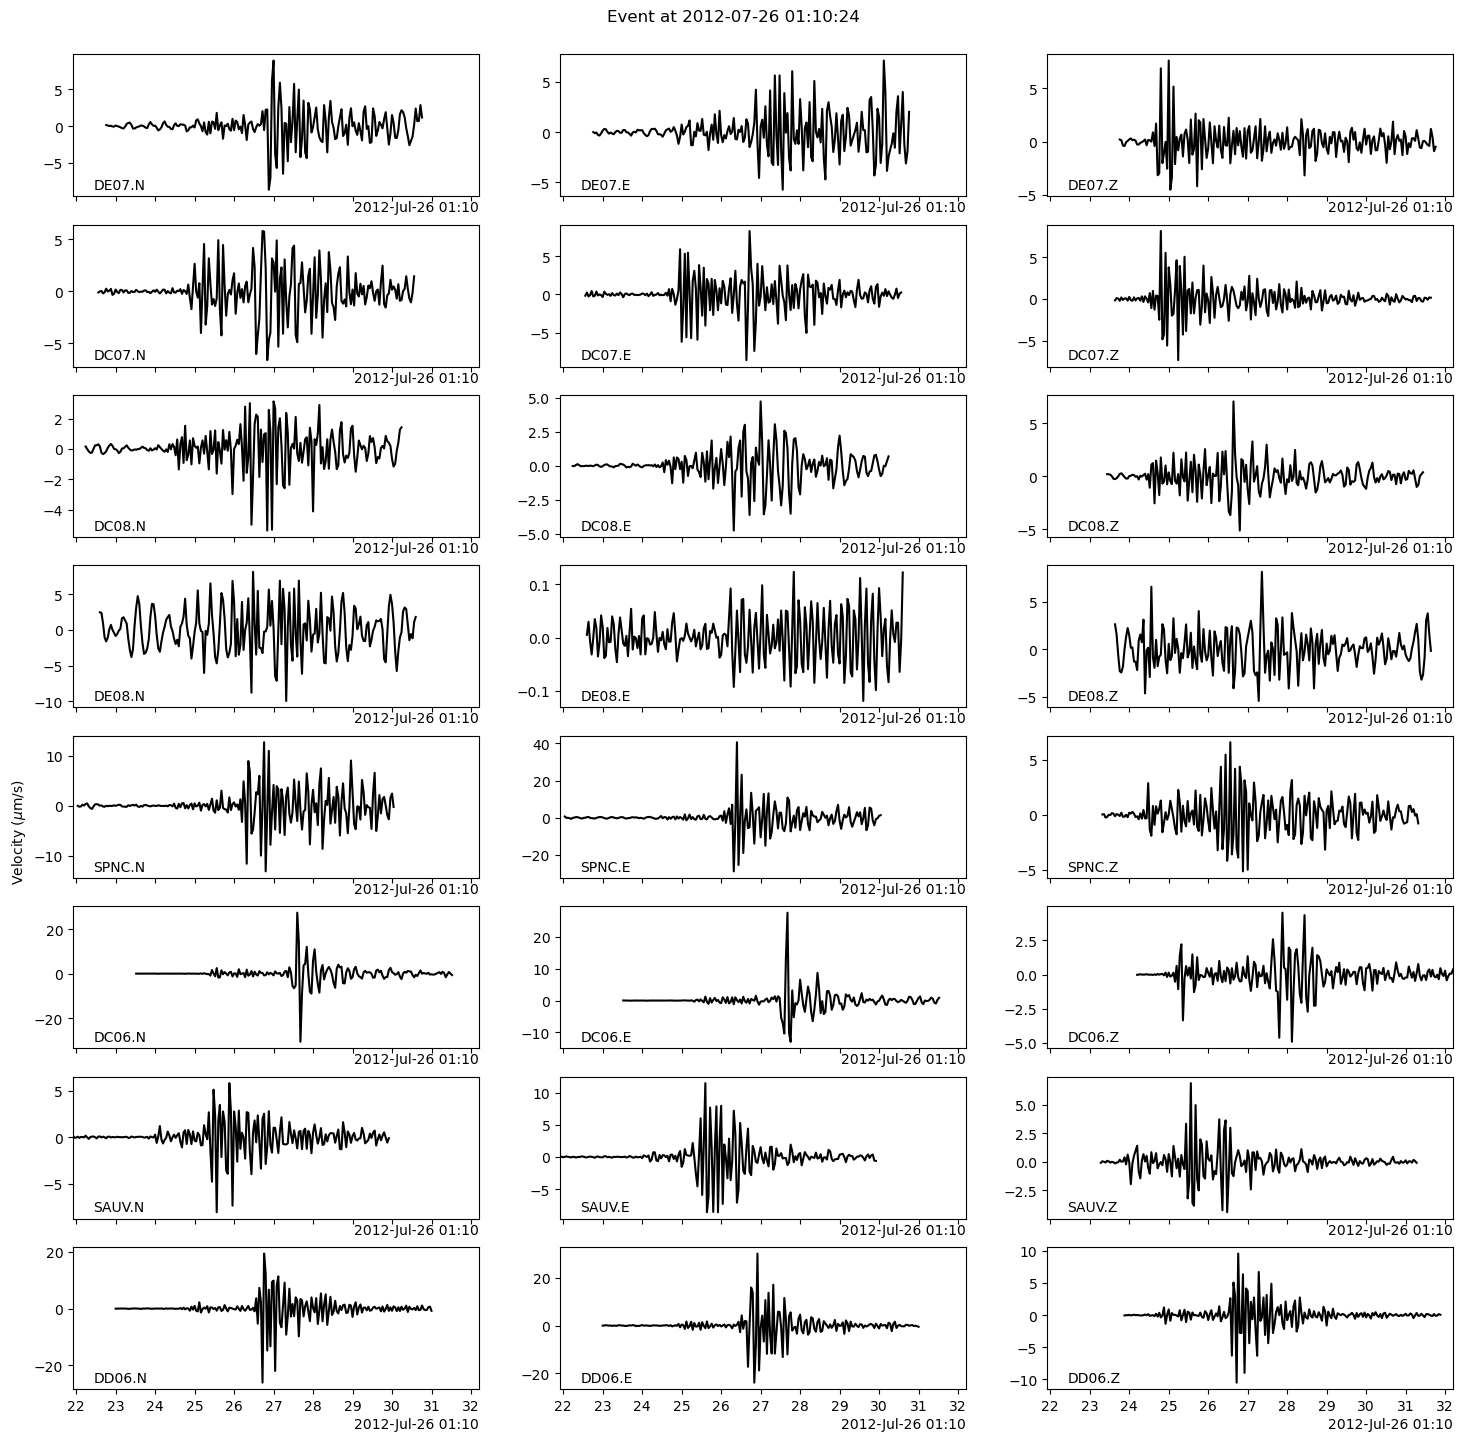 Event at 2012-07-26 01:10:24
5
0
−5
DE07.N
2012-Jul-26 01:10
5
0
−5
DE07.E
2012-Jul-26 01:10
5
0
−5
DE07.Z
2012-Jul-26 01:10
5
0
−5
DC07.N
2012-Jul-26 01:10
5
0
−5
DC07.E
2012-Jul-26 01:10
5
0
−5
DC07.Z
2012-Jul-26 01:10
2
0
−2
−4
DC08.N
2012-Jul-26 01:10
5.0
2.5
0.0
−2.5
−5.0
DC08.E
2012-Jul-26 01:10
5
0
−5
DC08.Z
2012-Jul-26 01:10
5
0
−5
−10
DE08.N
2012-Jul-26 01:10
0.1
0.0
−0.1
DE08.E
2012-Jul-26 01:10
5
0
−5
DE08.Z
2012-Jul-26 01:10
Velocity (μm/s)
10
0
−10
SPNC.N
2012-Jul-26 01:10
40
20
0
−20
SPNC.E
2012-Jul-26 01:10
5
0
−5
SPNC.Z
2012-Jul-26 01:10
20
0
−20
DC06.N
2012-Jul-26 01:10
20
10
0
−10
DC06.E
2012-Jul-26 01:10
2.5
0.0
−2.5
−5.0
DC06.Z
2012-Jul-26 01:10
5
0
−5
SAUV.N
2012-Jul-26 01:10
10
5
0
−5
SAUV.E
2012-Jul-26 01:10
5.0
2.5
0.0
−2.5
SAUV.Z
2012-Jul-26 01:10
20
0
−20
DD06.N
22 23 24 25 26 27 28 29 30 31 32
2012-Jul-26 01:10
20
0
−20
DD06.E
22 23 24 25 26 27 28 29 30 31 32
2012-Jul-26 01:10
10
5
0
−5
−10
DD06.Z
22 23 24 25 26 27 28 29 30 31 32
2012-Jul-26 01:10